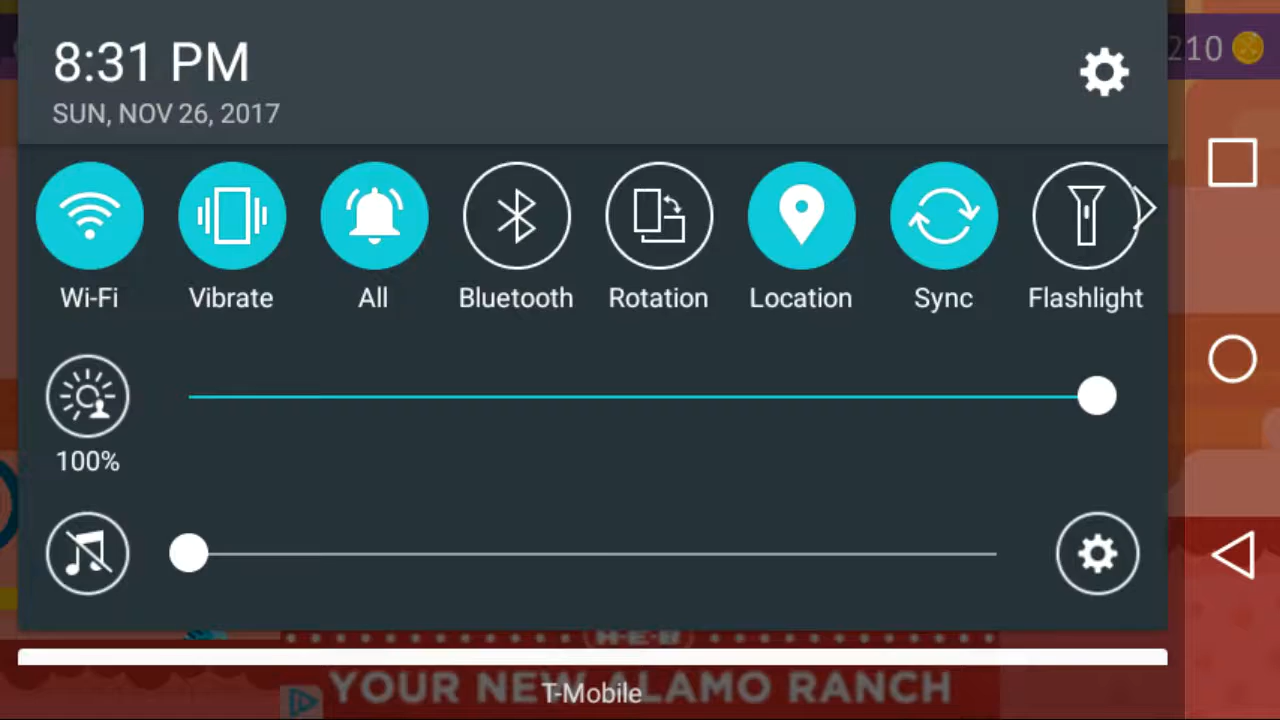 8:31 PM
210
SUN, NOV 26, 2017
Wi-Fi
Vibrate
All
Bluetooth
Rotation
Location
Sync
Flashlight
100%
H-E-B
YOUR NEW ALAMO RANCH
T-Mobile